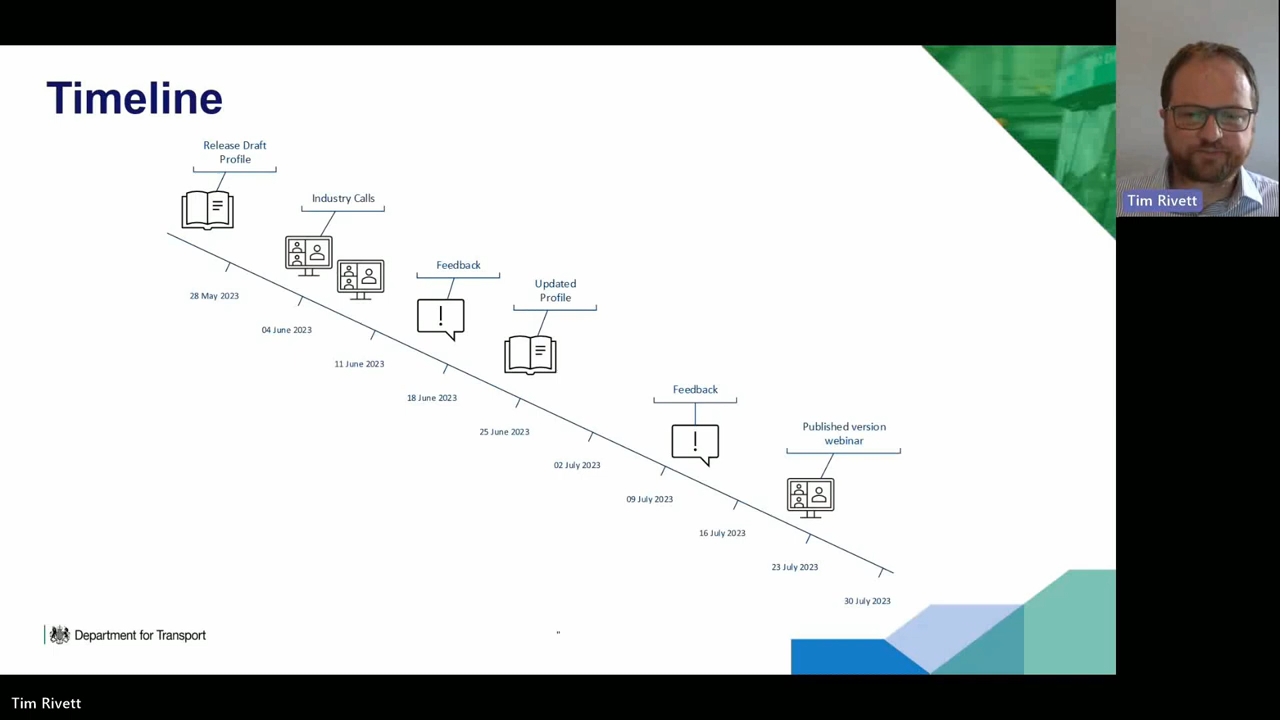 Timeline
Release Draft
Profile
Industry Calls
Feedback
Updated
Profile
Feedback
Published version
webinar
28 May 2023
04 June 2023
11 June 2023
18 June 2023
25 June 2023
02 July 2023
09 July 2023
16 July 2023
23 July 2023
30 July 2023
Department for Transport
"
Tim Rivett
Tim Rivett